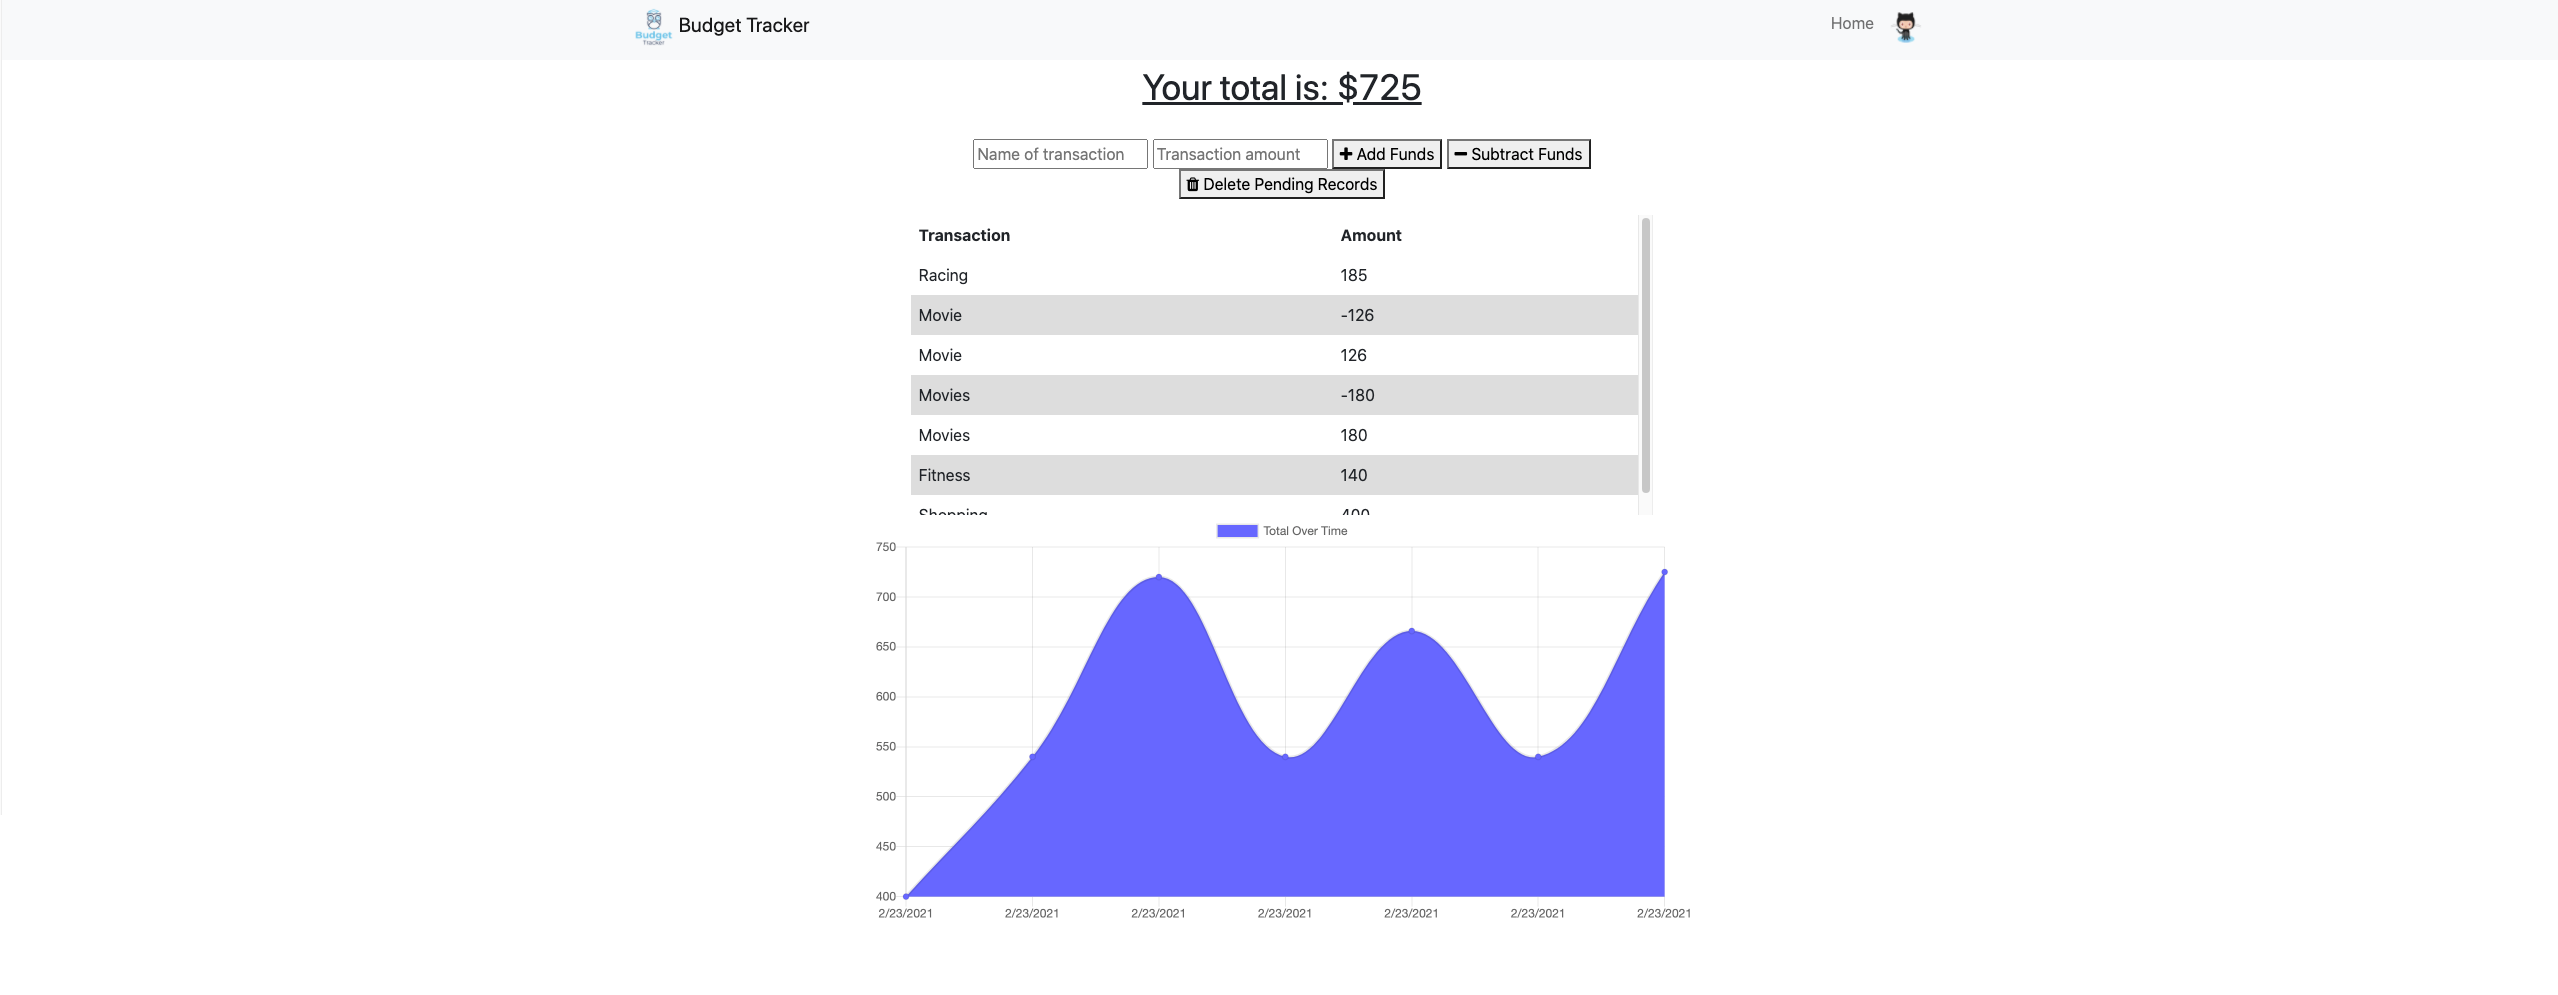 Budget
Tracker
Budget Tracker
Home
Your total is: $725
Name of transaction Transaction amount + Add Funds − Subtract Funds
Delete Pending Records
Transaction Amount
Racing 185
Movie -126
Movie 126
Movies -180
Movies 180
Fitness 140
Shopping 400
Total Over Time
750
700
650
600
550
500
450
400
2/23/2021 2/23/2021 2/23/2021 2/23/2021 2/23/2021 2/23/2021 2/23/2021